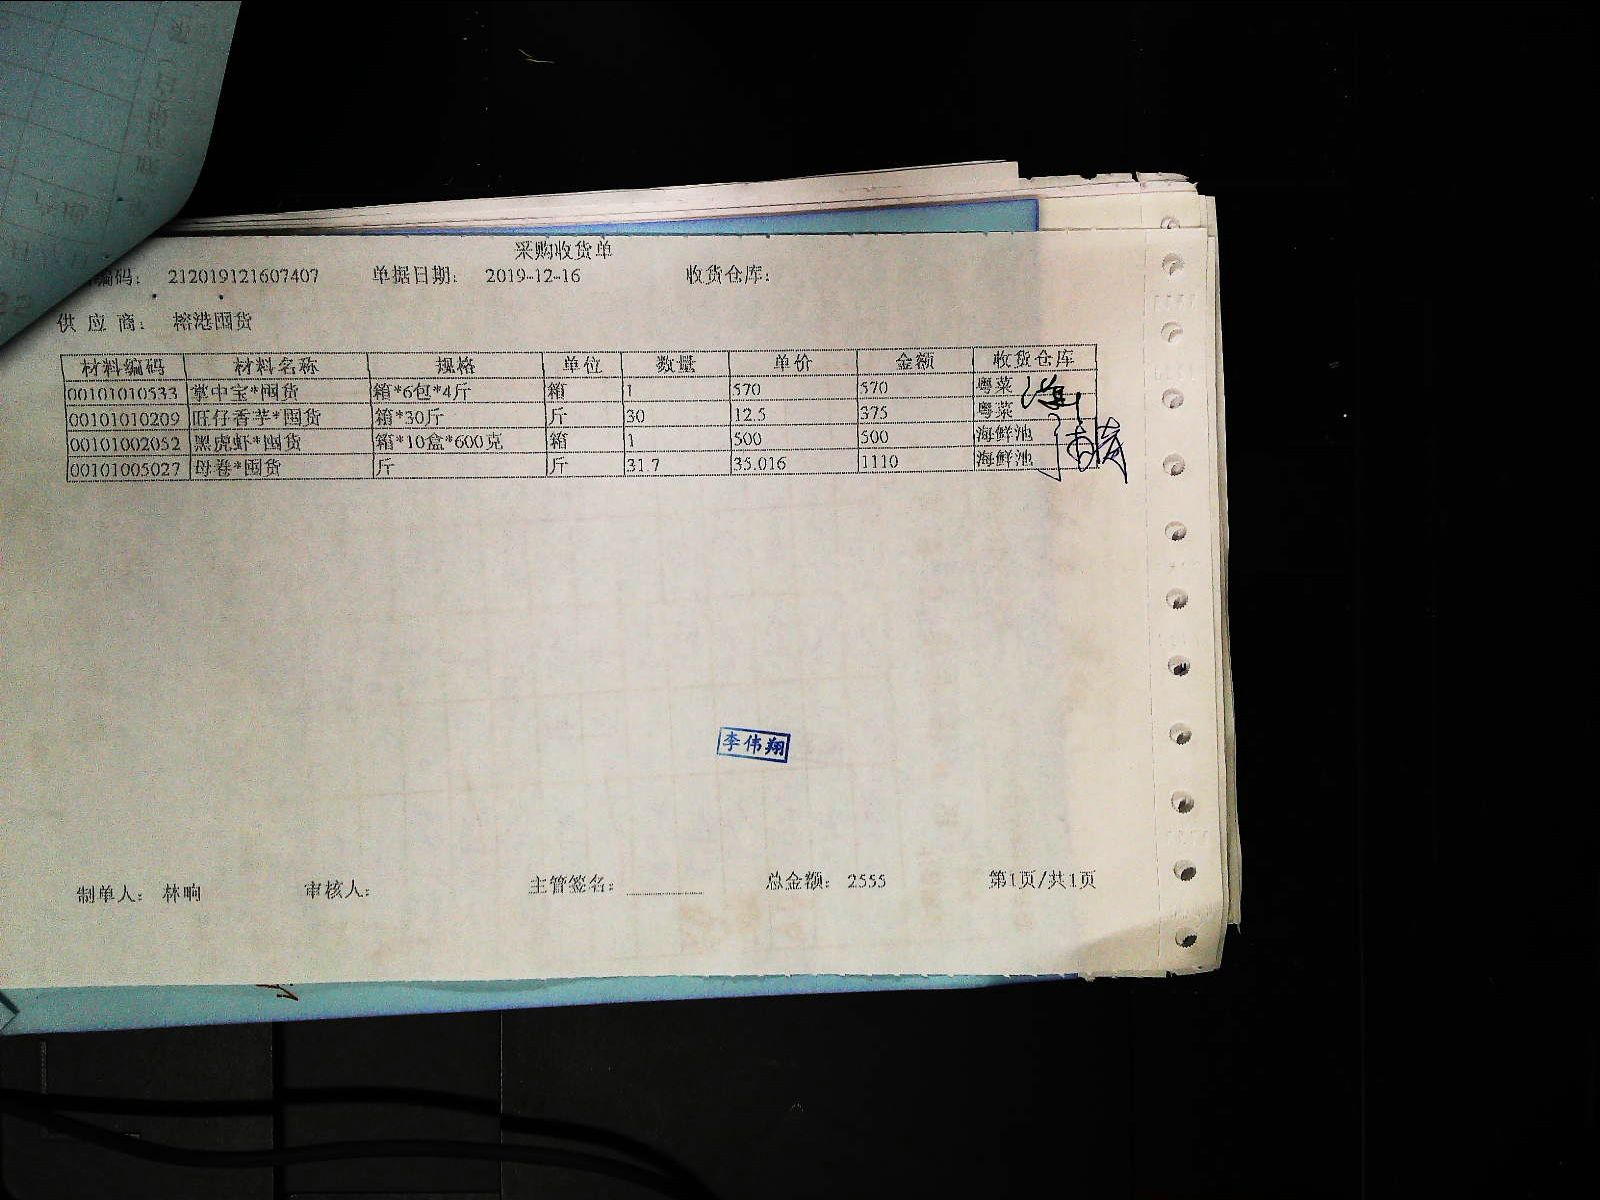 采购收货单
编码： 212019121607407 单据日期： 2019-12-16 收货仓库：
供应商： 榕港囤货
材料编码 材料名称 规格 单位 数量 单价 金额 收货仓库
00101010533 掌中宝*囤货 箱*6包*4斤 箱 1 570 570 粤菜
00101010209 旺仔香芋*囤货 箱*30斤 斤 30 12.5 375 粤菜
00101002052 黑虎虾*囤货 箱*10盒*600克 箱 1 500 500 海鲜池
00101005027 母卷*囤货 斤 斤 31.7 35.016 1110 海鲜池
李伟翔
制单人： 林响 审核人： 主管签名： 总金额： 2555 第1页/共1页